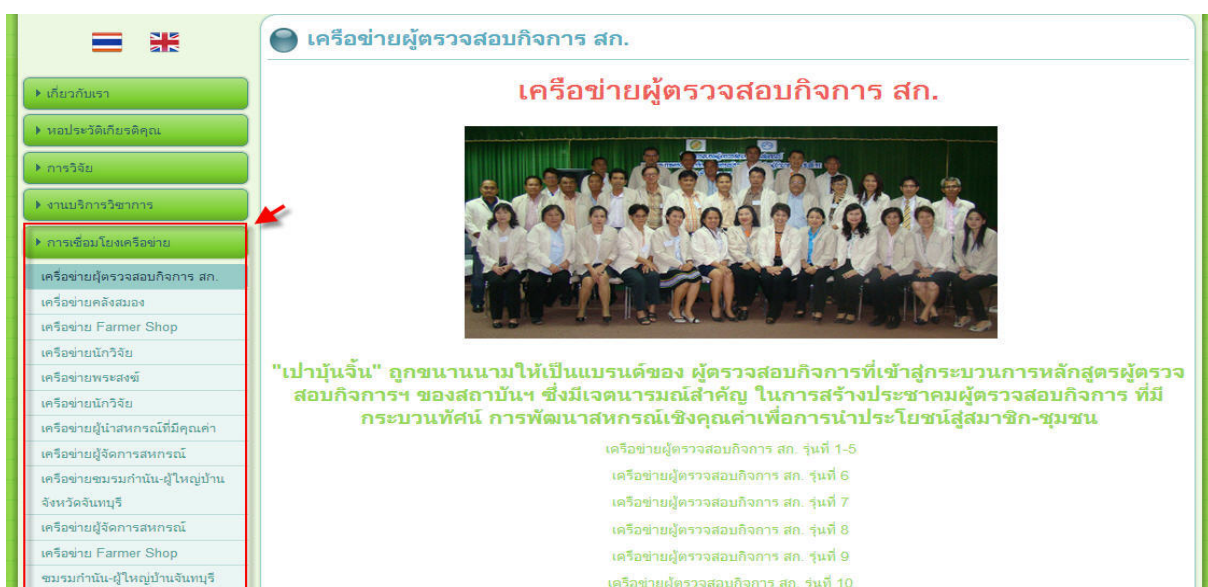 เครือข่ายผู้ตรวจสอบกิจการ สก.
เกี่ยวกับเรา
หอประวัติเกียรติคุณ
การวิจัย
งานบริการวิชาการ
การเชื่อมโยงเครือข่าย
เครือข่ายผู้ตรวจสอบกิจการ สก.
เครือข่ายคลังสมอง
เครือข่าย Farmer Shop
เครือข่ายนักวิจัย
เครือข่ายพระสงฆ์
เครือข่ายนักวิจัย
เครือข่ายผู้นำสหกรณ์ที่มีคุณค่า
เครือข่ายผู้จัดการสหกรณ์
เครือข่ายชมรมกำนัน-ผู้ใหญ่บ้าน
จังหวัดจันทบุรี
เครือข่ายผู้จัดการสหกรณ์
เครือข่าย Farmer Shop
ชมรมกำนัน-ผู้ใหญ่บ้านจันทบุรี
เครือข่ายผู้ตรวจสอบกิจการ สก.
"เปาบุ้นจิ้น" ถูกขนานนามให้เป็นแบรนด์ของ ผู้ตรวจสอบกิจการที่เข้าสู่กระบวนการหลักสูตรผู้ตรวจ
สอบกิจการฯ ของสถาบันฯ ซึ่งมีเจตนารมณ์สำคัญ ในการสร้างประชาคมผู้ตรวจสอบกิจการ ที่มี
กระบวนทัศน์ การพัฒนาสหกรณ์เชิงคุณค่าเพื่อการนำประโยชน์สู่สมาชิก-ชุมชน
เครือข่ายผู้ตรวจสอบกิจการ สก. รุ่นที่ 1-5
เครือข่ายผู้ตรวจสอบกิจการ สก. รุ่นที่ 6
เครือข่ายผู้ตรวจสอบกิจการ สก. รุ่นที่ 7
เครือข่ายผู้ตรวจสอบกิจการ สก. รุ่นที่ 8
เครือข่ายผู้ตรวจสอบกิจการ สก. รุ่นที่ 9
เครือข่ายผู้ตรวจสอบกิจการ สก. รุ่นที่ 10